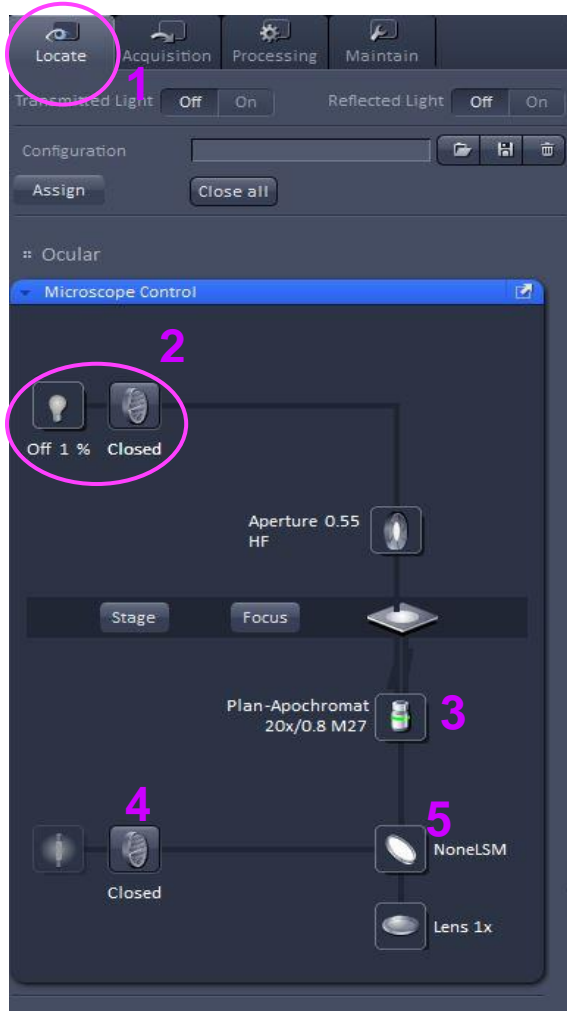 Locate Acquisition Processing Maintain
1
Transmitted Light Off On Reflected Light Off On
Configuration
Assign Close all
Ocular
Microscope Control
2
Off 1 % Closed
Aperture 0.55
HF
Stage Focus
Plan-Apochromat
20x/0.8 M27
3
4
5
NoneLSM
Closed
Lens 1x